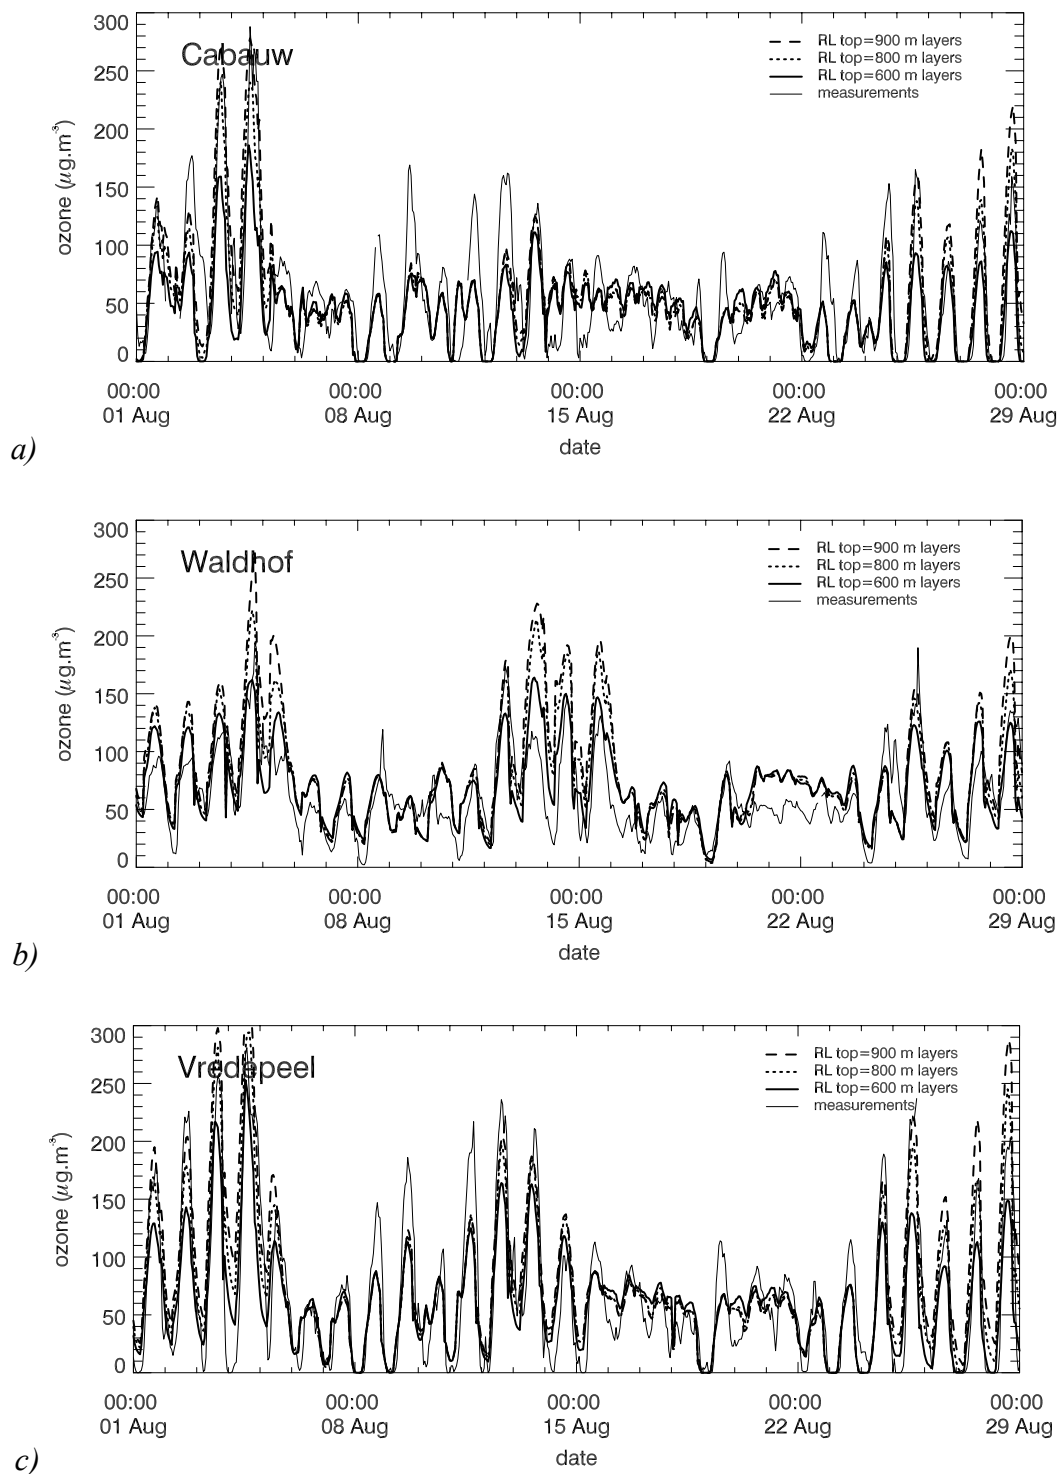 300
250
200
150
100
50
0
ozone (μg.m⁻³)
Cabauw
RL top=900 m layers
RL top=800 m layers
RL top=600 m layers
measurements
00:00 00:00 00:00 00:00 00:00
01 Aug 08 Aug 15 Aug 22 Aug 29 Aug
date
a)
300
250
200
150
100
50
0
ozone (μg.m⁻³)
Waldhof
RL top=900 m layers
RL top=800 m layers
RL top=600 m layers
measurements
00:00 00:00 00:00 00:00 00:00
01 Aug 08 Aug 15 Aug 22 Aug 29 Aug
date
b)
300
250
200
150
100
50
0
ozone (μg.m⁻³)
Vredepeel
RL top=900 m layers
RL top=800 m layers
RL top=600 m layers
measurements
00:00 00:00 00:00 00:00 00:00
01 Aug 08 Aug 15 Aug 22 Aug 29 Aug
date
c)